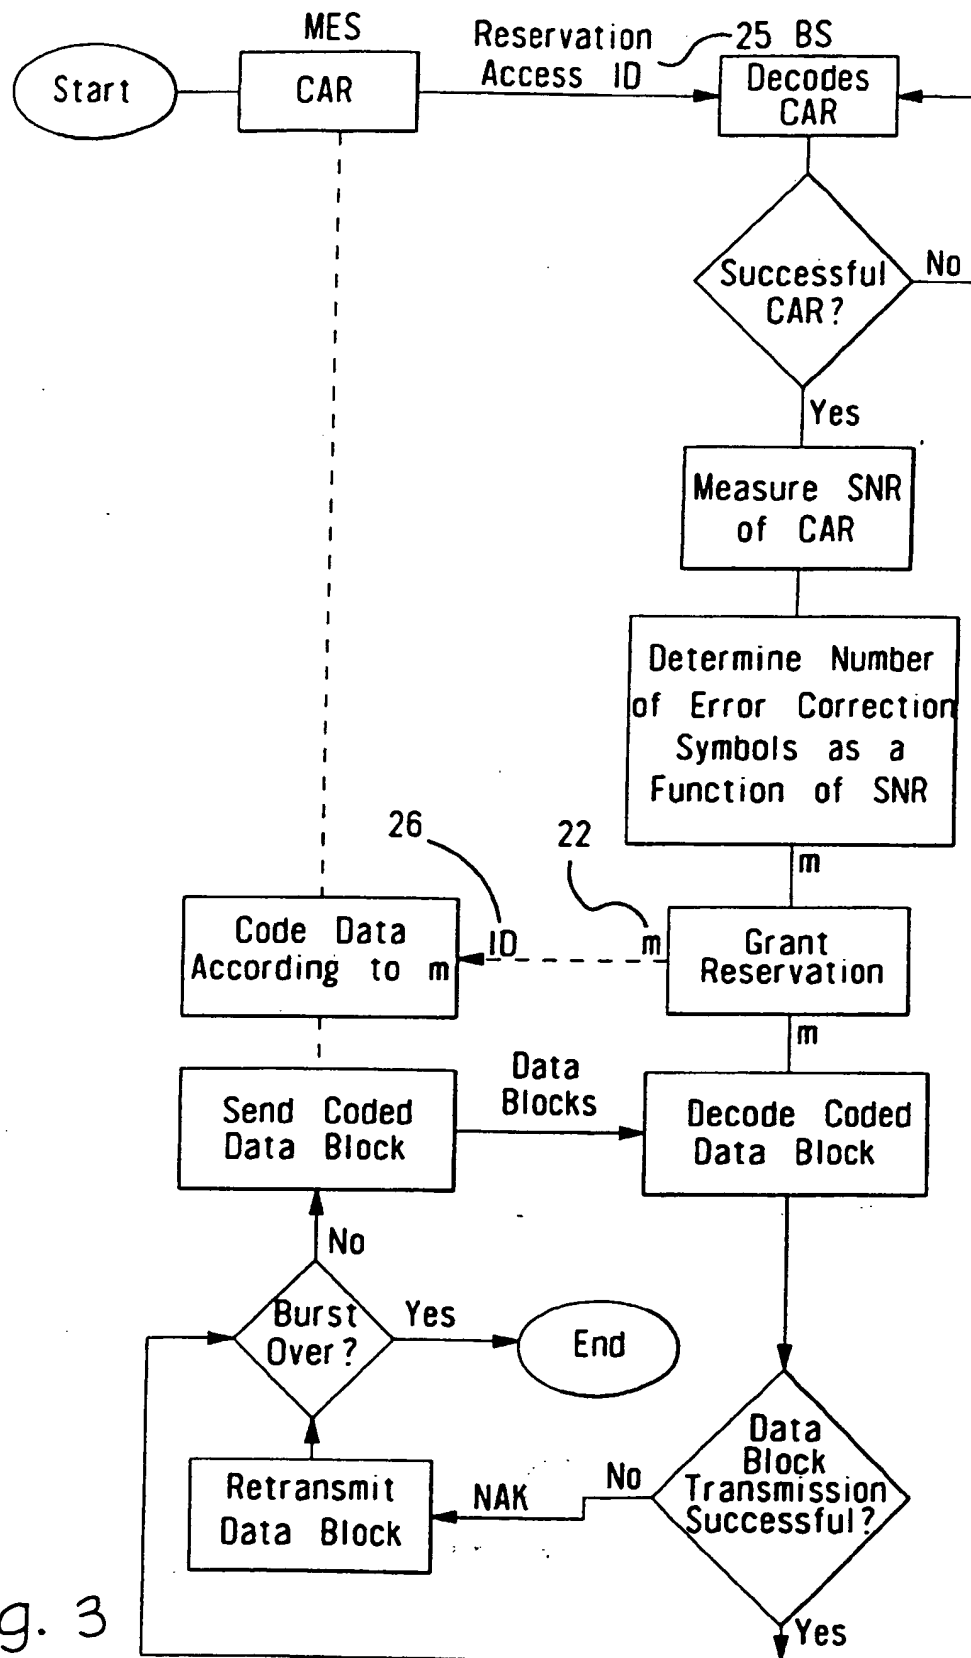 MES
Reservation
Access ID
25 BS
Start
CAR
Decodes
CAR
Successful
CAR?
No
Yes
Measure SNR
of CAR
Determine Number
of Error Correction
Symbols as a
Function of SNR
m
26
22
Code Data
According to m
ID
m
Grant
Reservation
m
Send Coded
Data Block
Data
Blocks
Decode Coded
Data Block
No
Burst
Over?
Yes
End
Data
Block
Transmission
Successful?
No
NAK
Retransmit
Data Block
Yes
g. 3